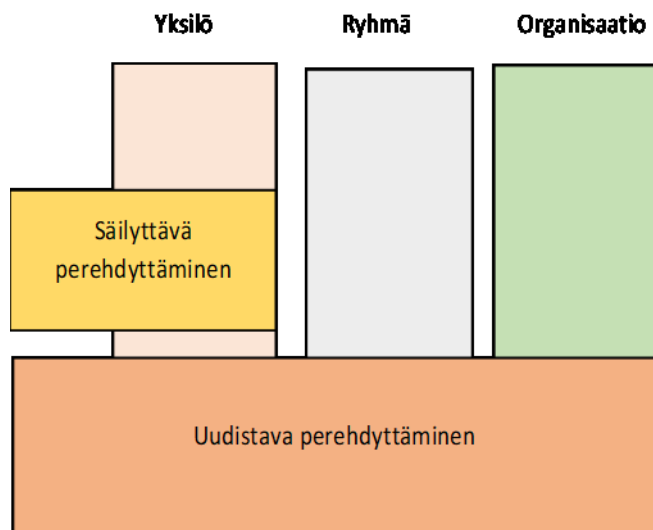 Yksilö Ryhmä Organisaatio
Säilyttävä
perehdyttäminen
Uudistava perehdyttäminen